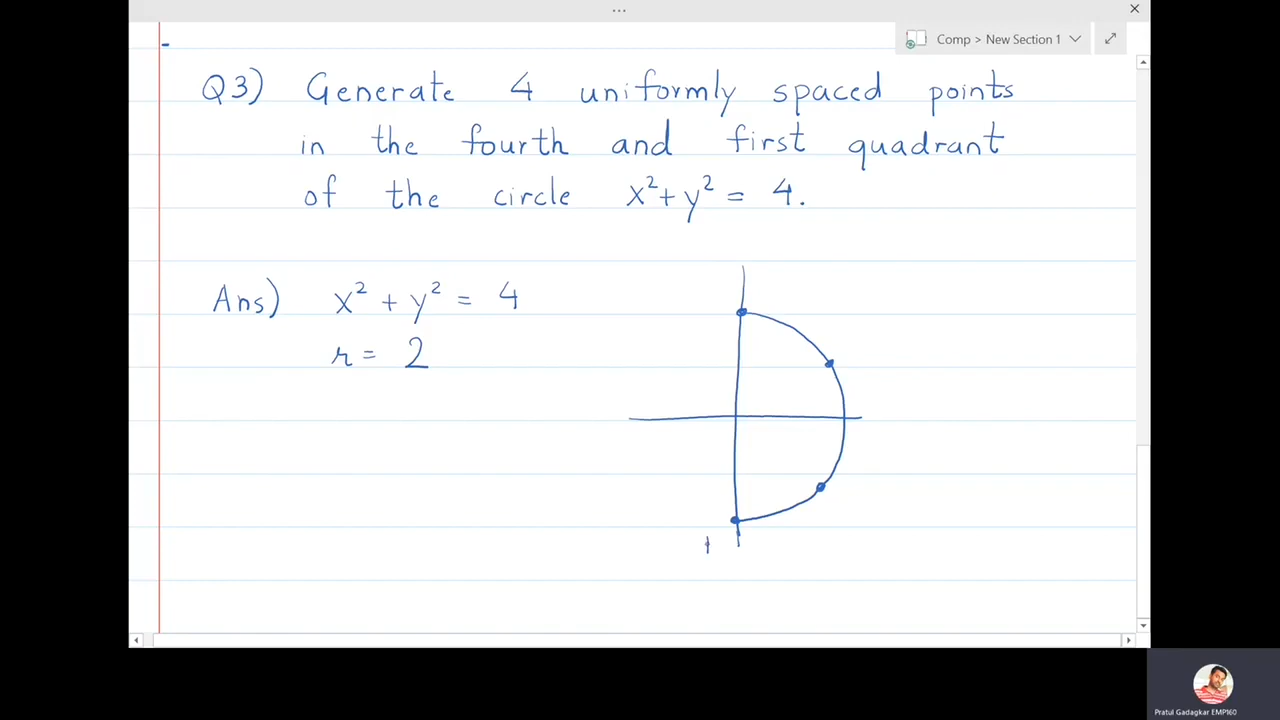 ...
Comp > New Section 1
Q3) Generate 4 uniformly spaced points
in the fourth and first quadrant
of the circle x²+y² = 4.
Ans) x² + y² = 4
r = 2
Pratul Gadagkar EMP160